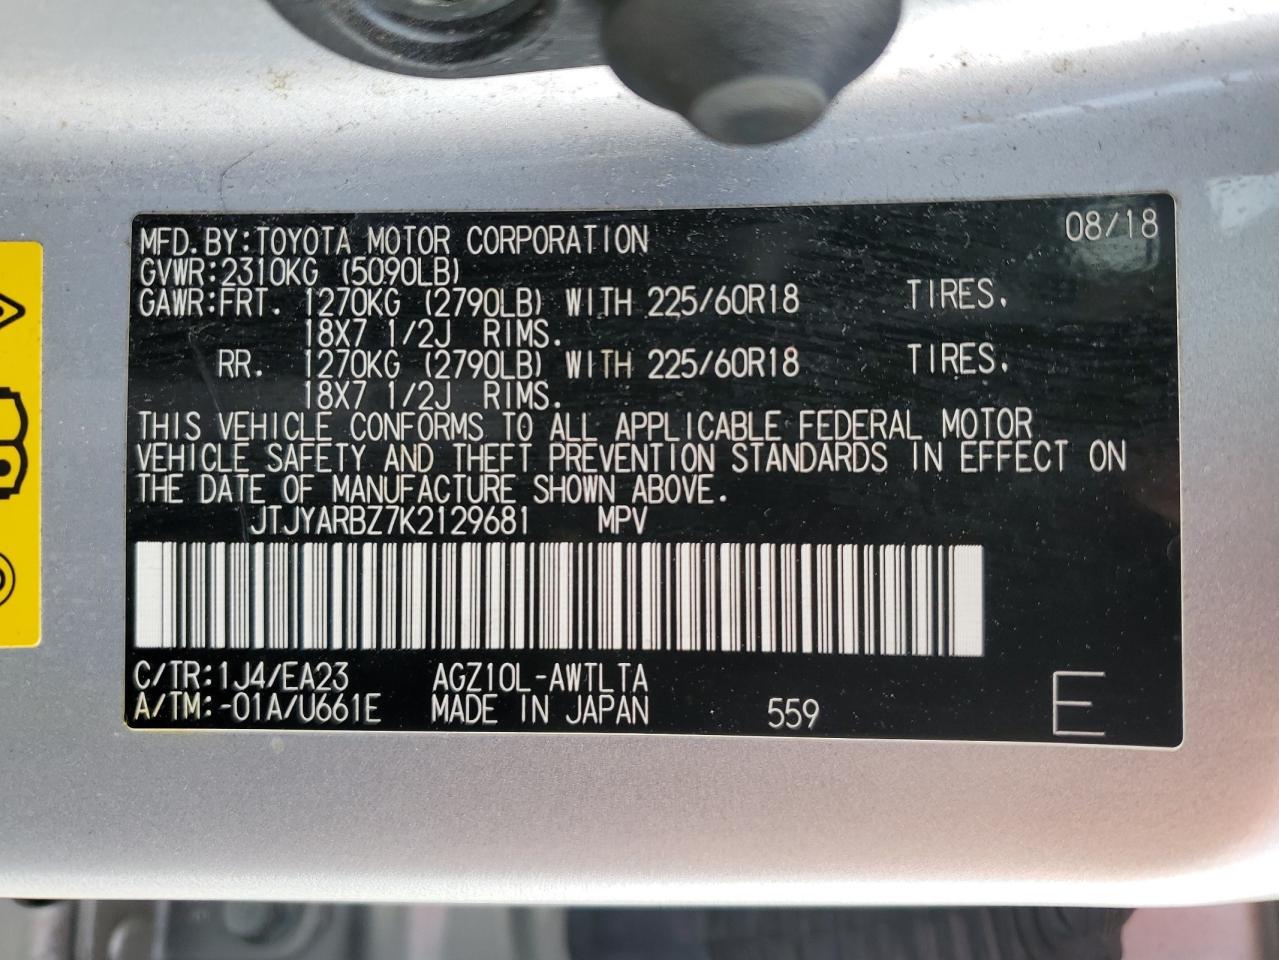 MFD.BY:TOYOTA MOTOR CORPORATION 08/18
GVWR:2310KG (5090LB)
GAWR:FRT. 1270KG (2790LB) WITH 225/60R18 TIRES.
18X7 1/2J RIMS.
RR. 1270KG (2790LB) WITH 225/60R18 TIRES.
18X7 1/2J RIMS.
THIS VEHICLE CONFORMS TO ALL APPLICABLE FEDERAL MOTOR
VEHICLE SAFETY AND THEFT PREVENTION STANDARDS IN EFFECT ON
THE DATE OF MANUFACTURE SHOWN ABOVE.
JTJYARBZ7K2129681 MPV
C/TR:1J4/EA23 AGZ10L-AWTLTA
A/TM:-01A/U661E MADE IN JAPAN 559 E